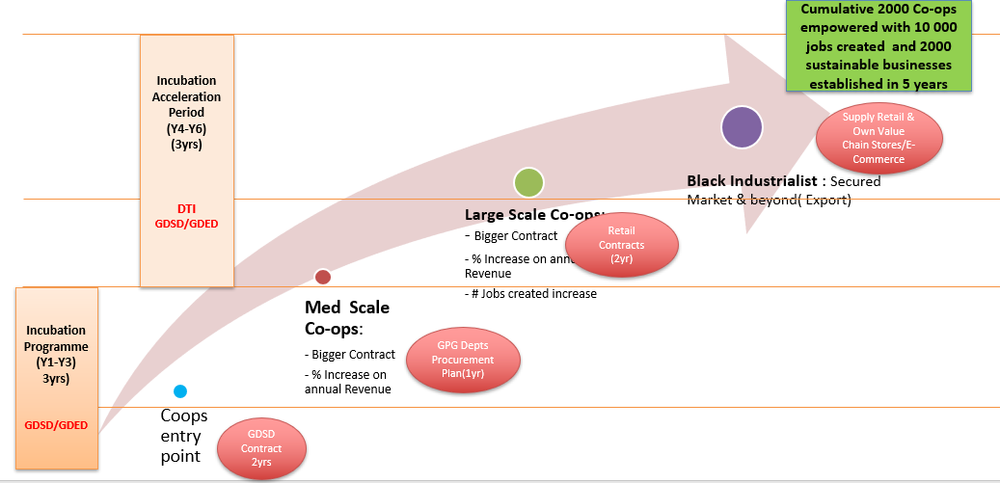 Cumulative 2000 Co-ops
empowered with 10 000
jobs created and 2000
sustainable businesses
established in 5 years
Incubation
Acceleration
Period
(Y4-Y6)
(3yrs)
DTI
GDSD/GDED
Supply Retail &
Own Value
Chain Stores/E-
Commerce
Black Industrialist : Secured
Market & beyond( Export)
Large Scale Co-ops:
- Bigger Contract
- % Increase on
Revenue
- # Jobs created increase
Retail
Contracts
(2yr)
Incubation
Programme
(Y1-Y3)
3yrs)
GDSD/GDED
Med Scale
Co-ops:
- Bigger Contract
- % Increase on
annual Revenue
GPG Depts
Procurement
Plan(1yr)
Coops
entry
point
GDSD
Contract
2yrs